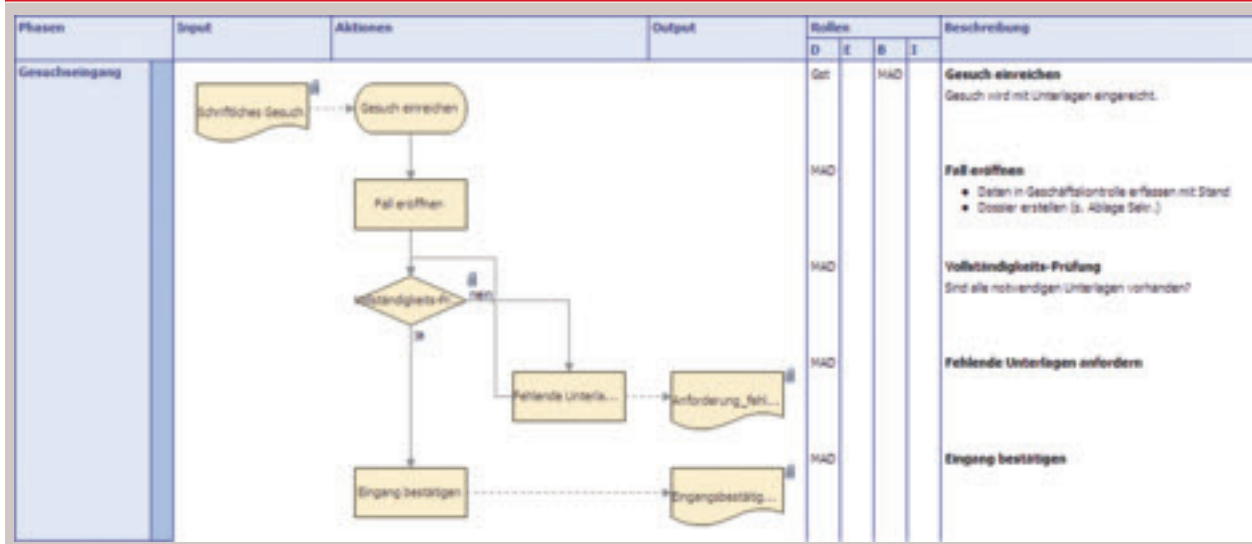 Phasen Input Aktionen Output Rollen Beschreibung
D E B I
Gesuchseingang
Schriftliches Gesuch
Gesuch einreichen
Gst MAD
Gesuch einreichen
Gesuch wird mit Unterlagen eingereicht.
Fall eröffnen
MAD
Fall eröffnen
Daten in Geschäftskontrolle erfassen mit Stand
Dossier erstellen (s. Ablage Sekr.)
Vollständigkeits-Pr...
nein
ja
MAD
Vollständigkeits-Prüfung
Sind alle notwendigen Unterlagen vorhanden?
Fehlende Unterla...
Anforderung_fehl...
MAD
Fehlende Unterlagen anfordern
Eingang bestätigen
Eingangsbestätig...
MAD
Eingang bestätigen